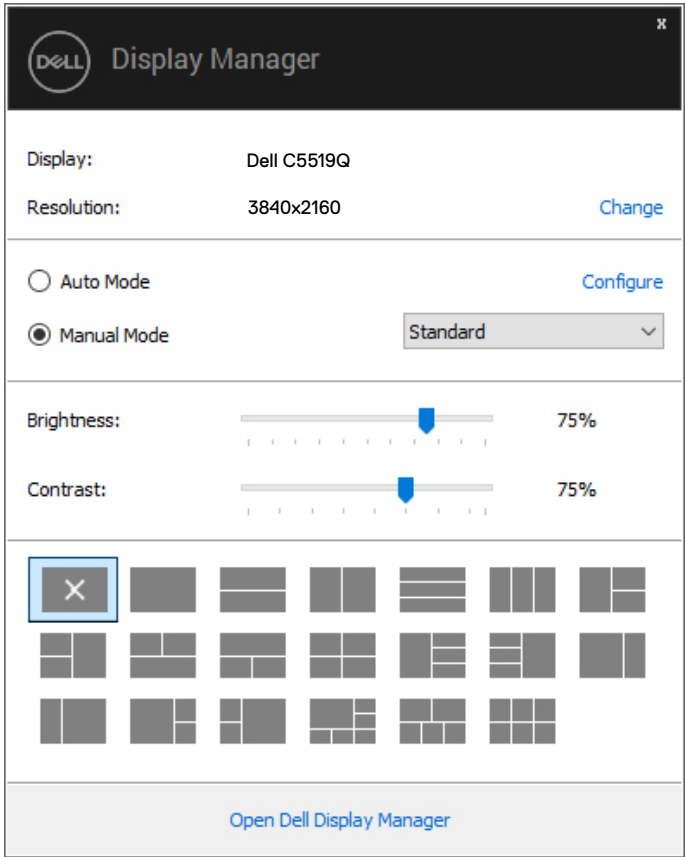 x
DELL Display Manager
Display: Dell C5519Q
Resolution: 3840x2160 Change
Auto Mode Configure
Manual Mode Standard
Brightness: 75%
Contrast: 75%
Open Dell Display Manager